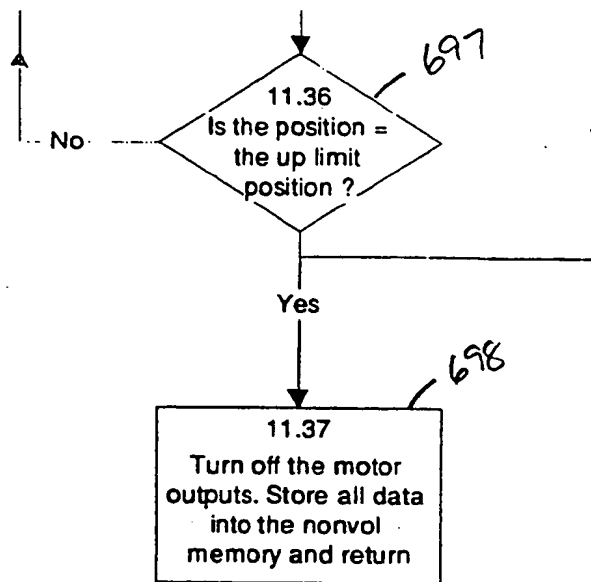 697
11.36
Is the position =
No
the up limit
position ?
Yes
698
11.37
Turn off the motor
outputs. Store all data
into the nonvol
memory and return